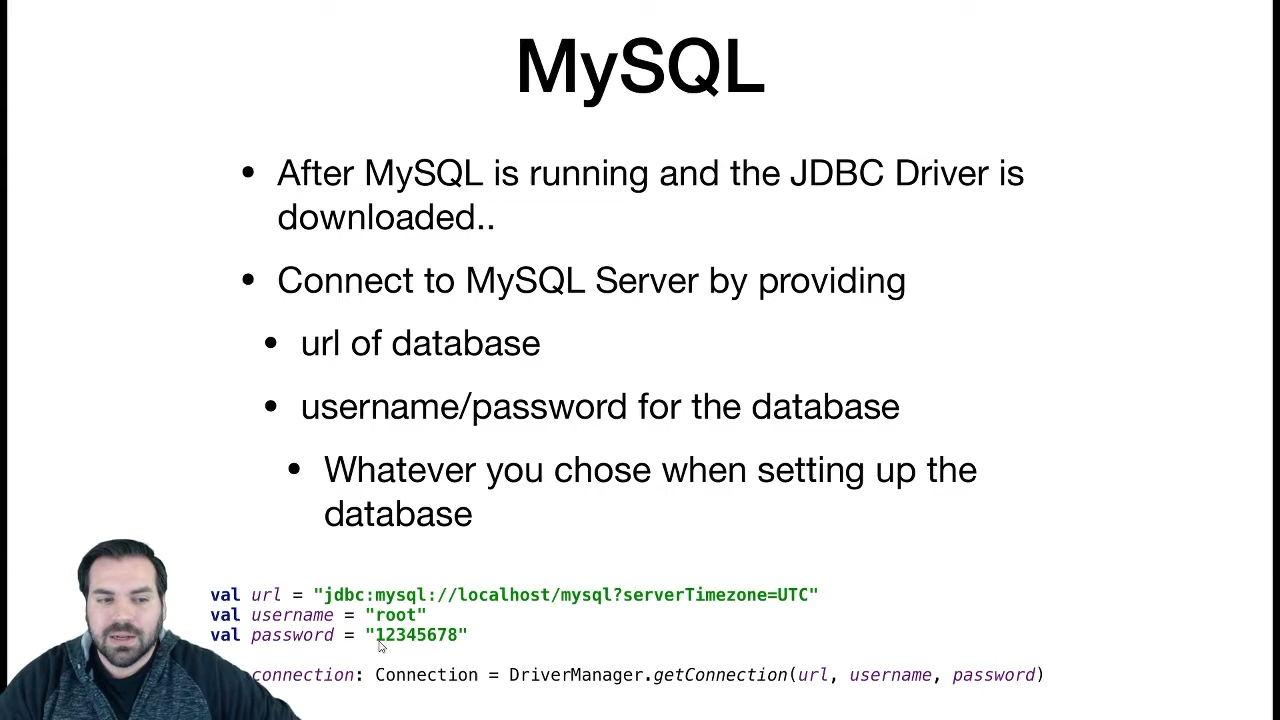 MySQL
• After MySQL is running and the JDBC Driver is
downloaded..
• Connect to MySQL Server by providing
• url of database
• username/password for the database
• Whatever you chose when setting up the
database
val url = "jdbc:mysql://localhost/mysql?serverTimezone=UTC"
val username = "root"
val password = "12345678"
connection: Connection = DriverManager.getConnection(url, username, password)